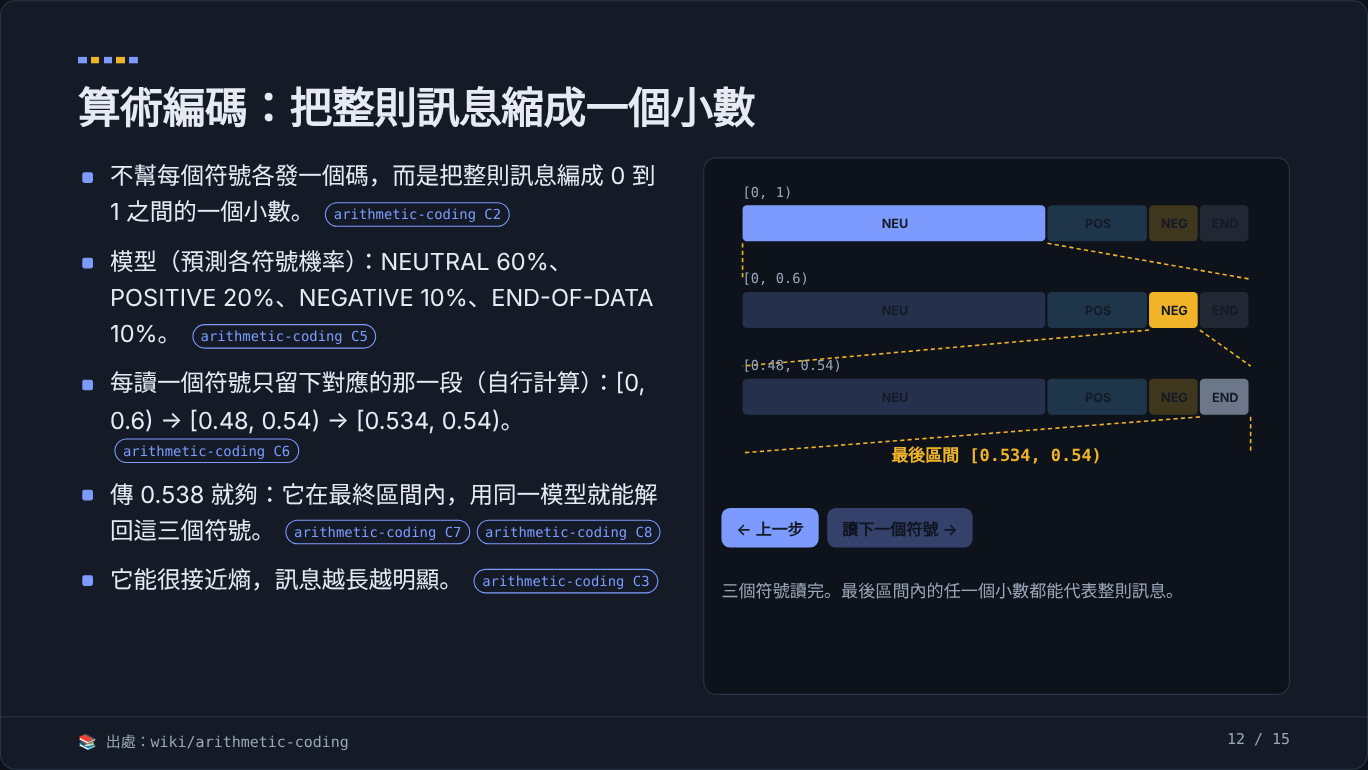 算術編碼：把整則訊息縮成一個小數
不幫每個符號各發一個碼，而是把整則訊息編成 0 到
1 之間的一個小數。 arithmetic-coding C2
模型（預測各符號機率）：NEUTRAL 60%、
POSITIVE 20%、NEGATIVE 10%、END-OF-DATA
10%。 arithmetic-coding C5
每讀一個符號只留下對應的那一段（自行計算）：[0,
0.6) → [0.48, 0.54) → [0.534, 0.54)。
arithmetic-coding C6
傳 0.538 就夠：它在最終區間內，用同一模型就能解
回這三個符號。 arithmetic-coding C7 arithmetic-coding C8
它能很接近熵，訊息越長越明顯。 arithmetic-coding C3
[0, 1)
NEU POS NEG END
[0, 0.6)
NEU POS NEG END
[0.48, 0.54)
NEU POS NEG END
最後區間 [0.534, 0.54)
← 上一步 讀下一個符號 →
三個符號讀完。最後區間內的任一個小數都能代表整則訊息。
出處：wiki/arithmetic-coding
12 / 15